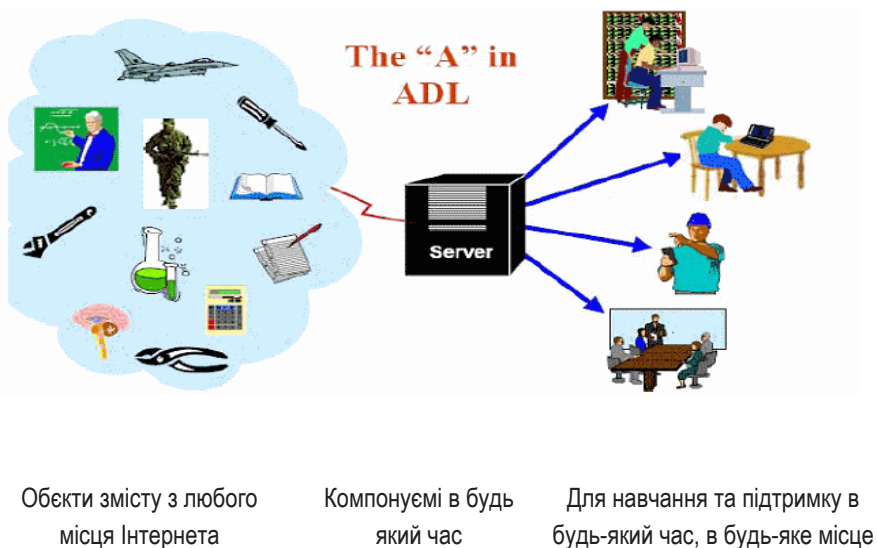 The “A” in
ADL
Server
Обєкти змісту з любого
місця Інтернета
Компонуємі в будь
який час
Для навчання та підтримку в
будь-який час, в будь-яке місце